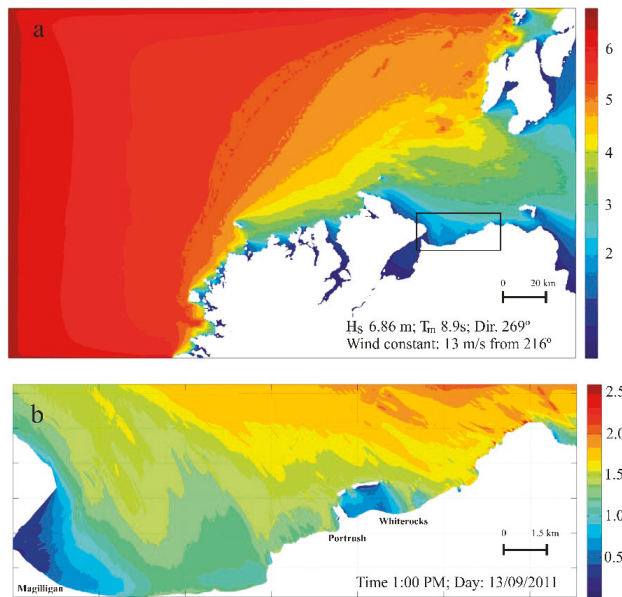 a
6
5
4
3
2
1
0 20 km
Hs 6.86 m; Tm 8.9s; Dir. 269º
Wind constant; 13 m/s from 216º
b
2.5
2.0
1.5
1.0
0.5
Whiterocks
Portrush
0 1.5 km
Magilligan
Time 1:00 PM; Day: 13/09/2011